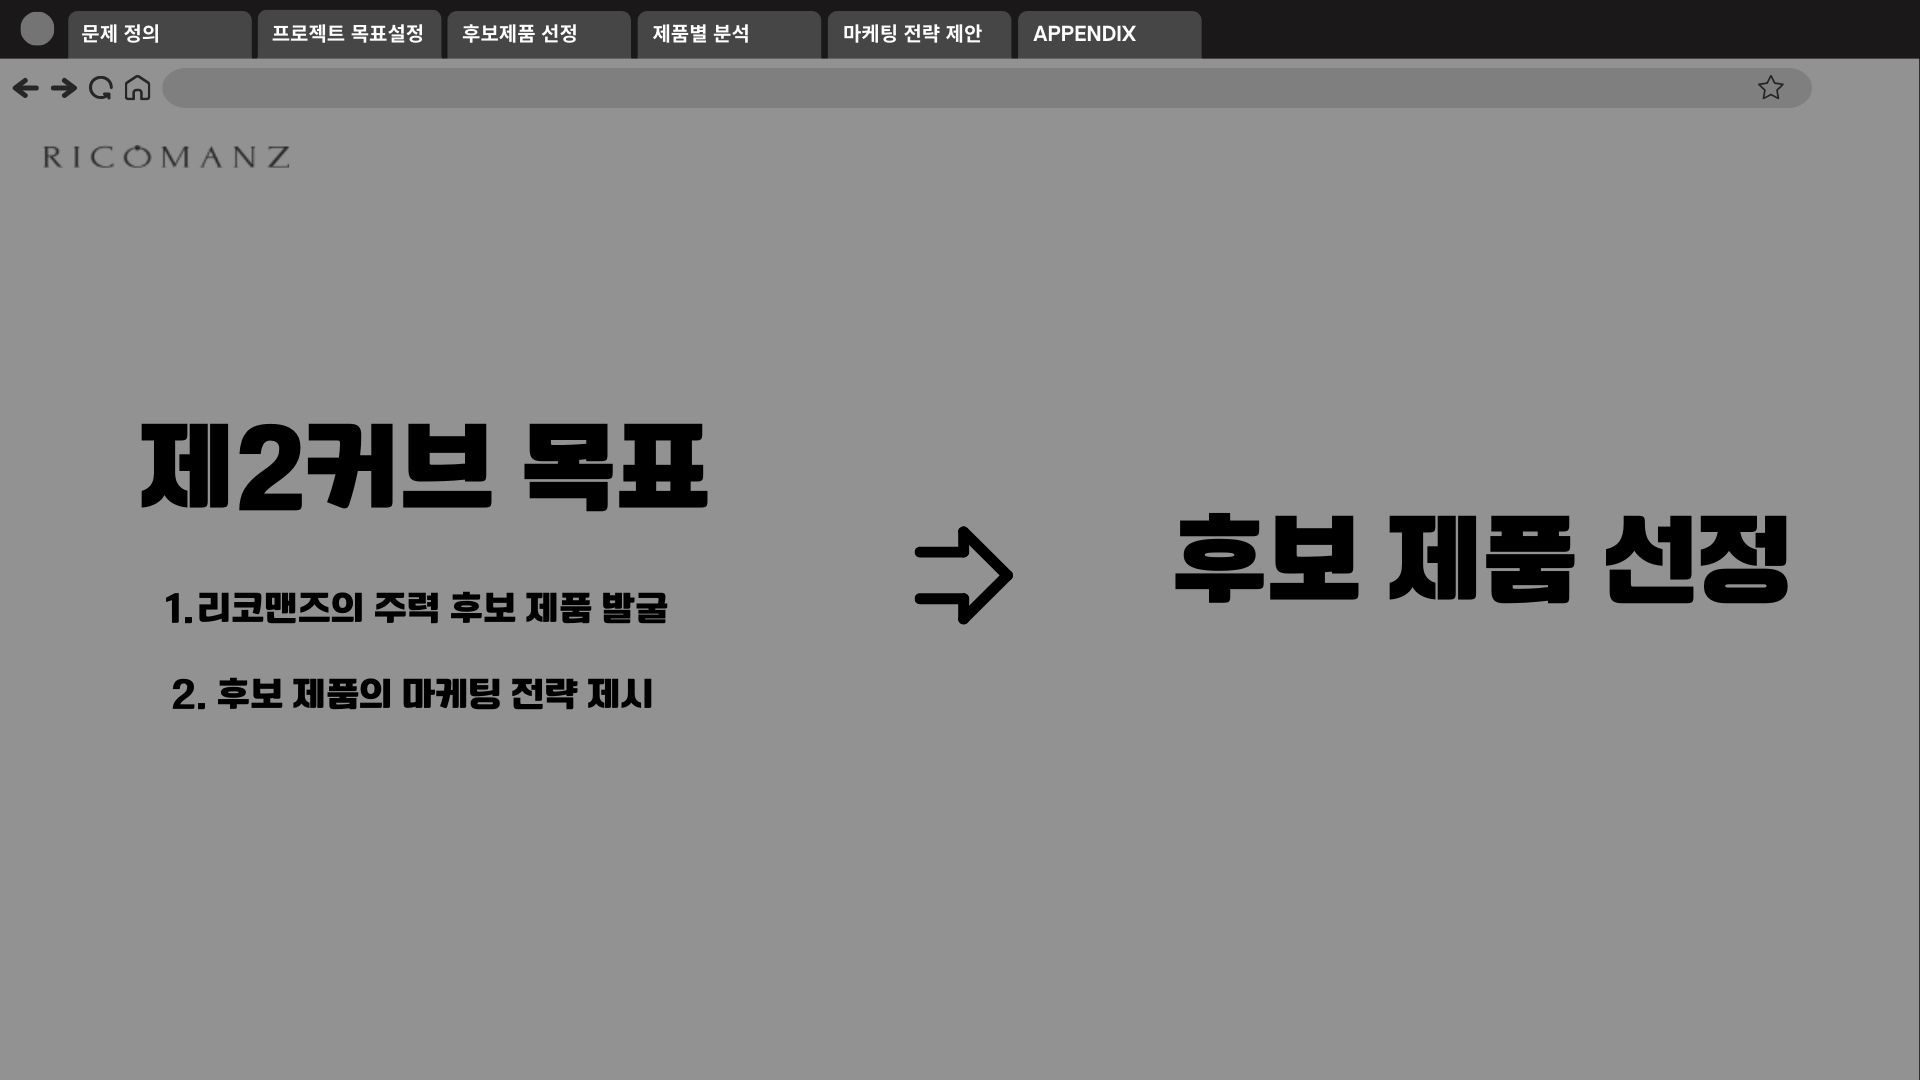 문제 정의
프로젝트 목표설정
후보제품 선정
제품별 분석
마케팅 전략 제안
APPENDIX
RICOMANZ
제2커브 목표
1.리코맨즈의 주력 후보 제품 발굴
2. 후보 제품의 마케팅 전략 제시
후보 제품 선정